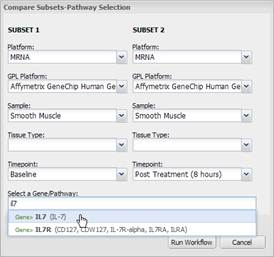 Compare Subsets-Pathway Selection
SUBSET 1 SUBSET 2
Platform: Platform:
MRNA MRNA
GPL Platform: GPL Platform:
Affymetrix GeneChip Human Ge Affymetrix GeneChip Human Ge
Sample: Sample:
Smooth Muscle Smooth Muscle
Tissue Type: Tissue Type:
Timepoint: Timepoint:
Baseline Post Treatment (8 hours)
Select a Gene/Pathway:
il7
Gene> IL7 (IL-7)
Gene> IL7R (CD127, CDW127, IL-7R-alpha, IL7RA, ILRA)
Run Workflow Cancel